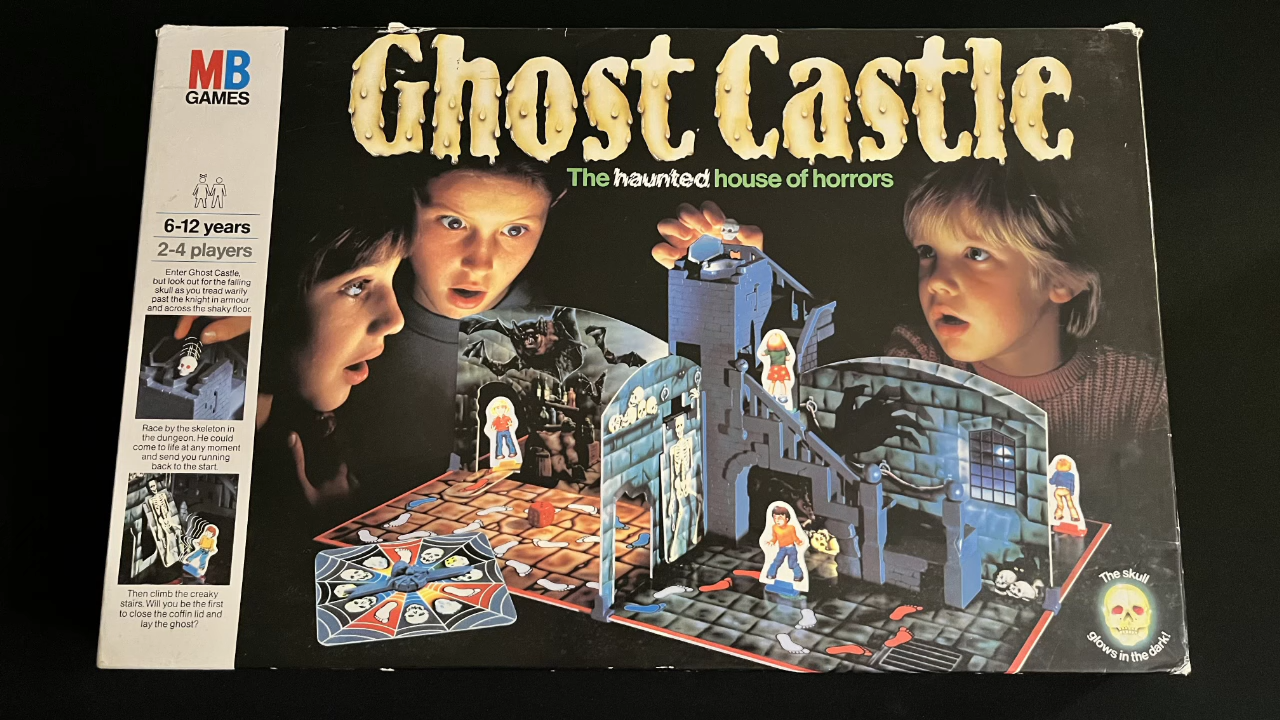 MB
GAMES
6-12 years
2-4 players
Enter Ghost Castle,
but look out for the falling
skull as you tread warily
past the knight in armour
and across the shaky floor.
Race by the skeleton in
the dungeon. He could
come to life at any moment
and send you running
back to the start.
Then climb the creaky
stairs. Will you be the first
to close the coffin lid and
lay the ghost?
Ghost Castle
The haunted house of horrors
The skull
glows in the dark!